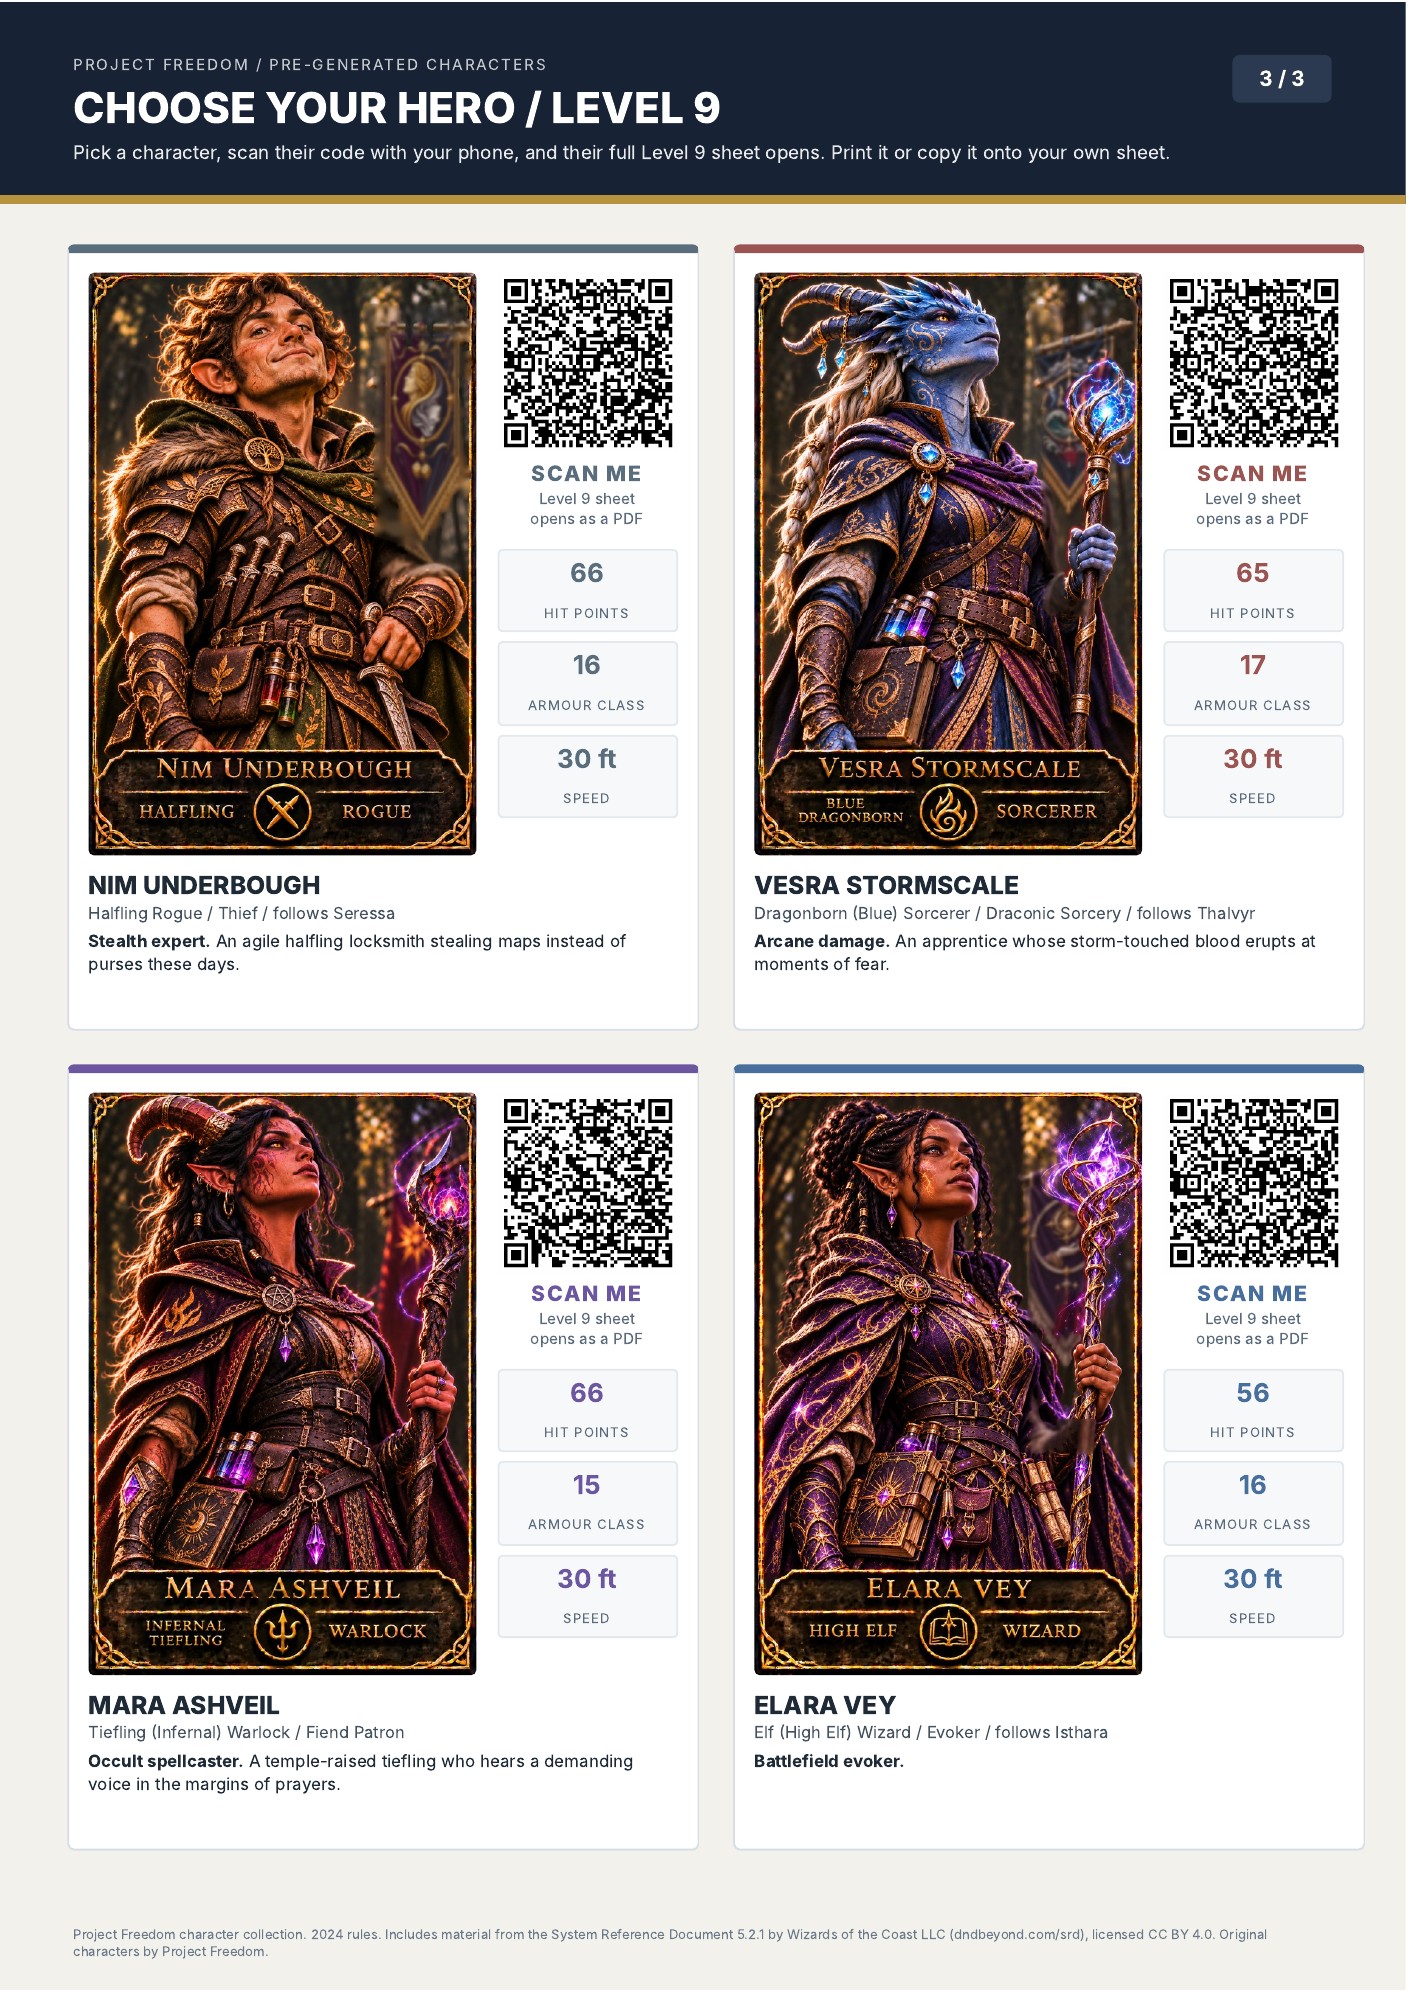 PROJECT FREEDOM / PRE-GENERATED CHARACTERS
3 / 3
CHOOSE YOUR HERO / LEVEL 9
Pick a character, scan their code with your phone, and their full Level 9 sheet opens. Print it or copy it onto your own sheet.
NIM UNDERBOUGH
HALFLING ROGUE
SCAN ME
Level 9 sheet
opens as a PDF
66
HIT POINTS
16
ARMOUR CLASS
30 ft
SPEED
NIM UNDERBOUGH
Halfling Rogue / Thief / follows Seressa
Stealth expert. An agile halfling locksmith stealing maps instead of
purses these days.
VESRA STORMSCALE
BLUE
DRAGONBORN SORCERER
SCAN ME
Level 9 sheet
opens as a PDF
65
HIT POINTS
17
ARMOUR CLASS
30 ft
SPEED
VESRA STORMSCALE
Dragonborn (Blue) Sorcerer / Draconic Sorcery / follows Thalvyr
Arcane damage. An apprentice whose storm-touched blood erupts at
moments of fear.
MARA ASHVEIL
INFERNAL
TIEFLING WARLOCK
SCAN ME
Level 9 sheet
opens as a PDF
66
HIT POINTS
15
ARMOUR CLASS
30 ft
SPEED
MARA ASHVEIL
Tiefling (Infernal) Warlock / Fiend Patron
Occult spellcaster. A temple-raised tiefling who hears a demanding
voice in the margins of prayers.
ELARA VEY
HIGH ELF WIZARD
SCAN ME
Level 9 sheet
opens as a PDF
56
HIT POINTS
16
ARMOUR CLASS
30 ft
SPEED
ELARA VEY
Elf (High Elf) Wizard / Evoker / follows Isthara
Battlefield evoker.
Project Freedom character collection. 2024 rules. Includes material from the System Reference Document 5.2.1 by Wizards of the Coast LLC (dndbeyond.com/srd), licensed CC BY 4.0. Original
characters by Project Freedom.